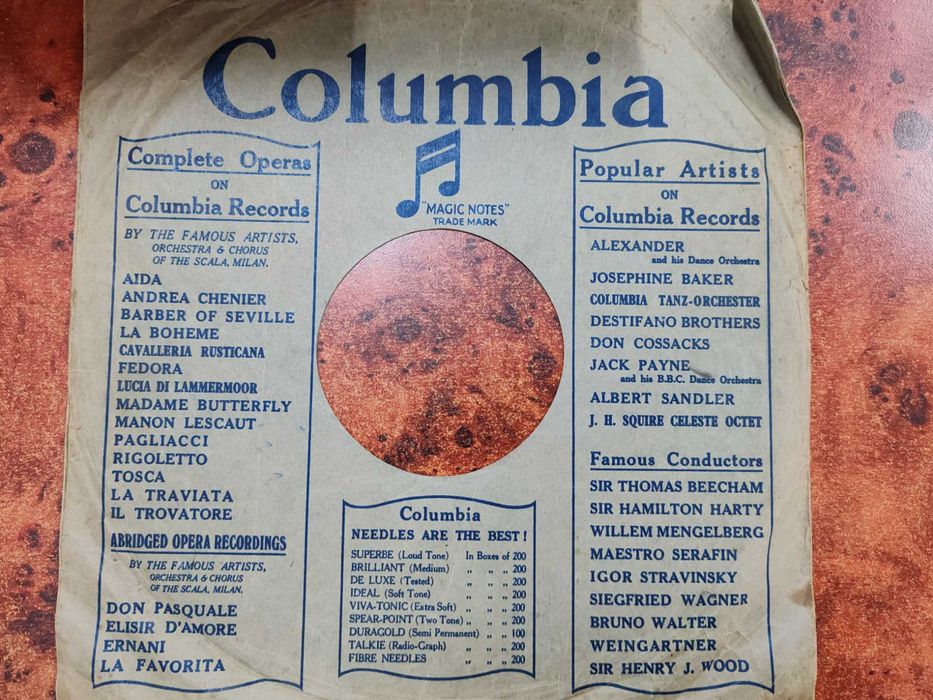 Columbia
"MAGIC NOTES"
TRADE MARK
Complete Operas
ON
Columbia Records
BY THE FAMOUS ARTISTS,
ORCHESTRA & CHORUS
OF THE SCALA, MILAN.
AIDA
ANDREA CHENIER
BARBER OF SEVILLE
LA BOHEME
CAVALLERIA RUSTICANA
FEDORA
LUCIA DI LAMMERMOOR
MADAME BUTTERFLY
MANON LESCAUT
PAGLIACCI
RIGOLETTO
TOSCA
LA TRAVIATA
IL TROVATORE
ABRIDGED OPERA RECORDINGS
BY THE FAMOUS ARTISTS,
ORCHESTRA & CHORUS
OF THE SCALA, MILAN.
DON PASQUALE
ELISIR D'AMORE
ERNANI
LA FAVORITA
Columbia
NEEDLES ARE THE BEST!
SUPERBE (Loud Tone) In Boxes of 200
BRILLIANT (Medium) „ „ „ 200
DE LUXE (Tested) „ „ „ 200
IDEAL (Soft Tone) „ „ „ 200
VIVA-TONIC (Extra Soft) „ „ „ 200
SPEAR-POINT (Two Tone) „ „ „ 200
DURAGOLD (Semi Permanent) „ „ 100
TALKIE (Radio-Graph) „ „ „ 200
FIBRE NEEDLES „ „ „ 200
Popular Artists
ON
Columbia Records
ALEXANDER
and his Dance Orchestra
JOSEPHINE BAKER
COLUMBIA TANZ-ORCHESTER
DESTIFANO BROTHERS
DON COSSACKS
JACK PAYNE
and his B.B.C. Dance Orchestra
ALBERT SANDLER
J. H. SQUIRE CELESTE OCTET
Famous Conductors
SIR THOMAS BEECHAM
SIR HAMILTON HARTY
WILLEM MENGELBERG
MAESTRO SERAFIN
IGOR STRAVINSKY
SIEGFRIED WAGNER
BRUNO WALTER
WEINGARTNER
SIR HENRY J. WOOD